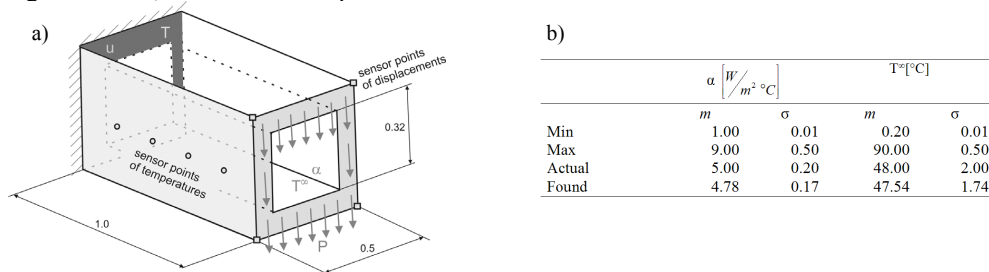 a)
u
T
sensor points
of displacements
0.32
α
T∞
sensor points
of temperatures
1.0
P
0.5
b)
α [W/m² °C] T∞[°C]
m σ m σ
Min 1.00 0.01 0.20 0.01
Max 9.00 0.50 90.00 0.50
Actual 5.00 0.20 48.00 2.00
Found 4.78 0.17 47.54 1.74